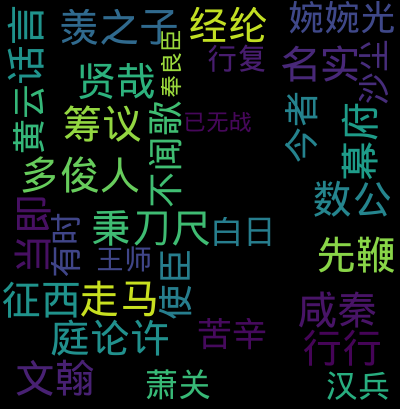 羡之子
经纶
婉婉光
话言
奉良臣
行复
名实
沙尘
贤哉
黄云
筹议
不闻歌
已无战
今者
幕府
多俊人
数公
当即
有时
秉刀尺
白日
先鞭
王师
使臣
征西
走马
咸秦
庭论许
苦辛
行行
文翰
萧关
汉兵